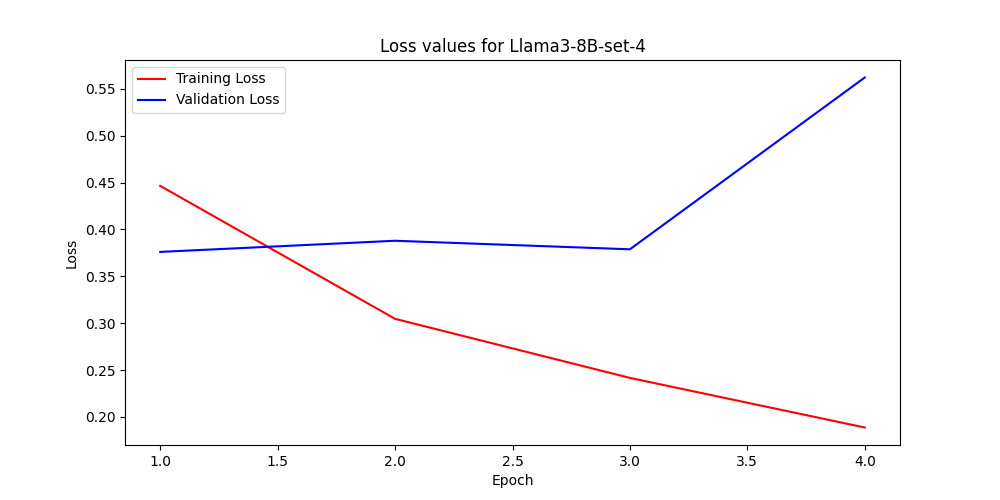 Loss values for Llama3-8B-set-4
Training Loss
Validation Loss
0.55
0.50
0.45
0.40
0.35
0.30
0.25
0.20
Loss
1.0 1.5 2.0 2.5 3.0 3.5 4.0
Epoch